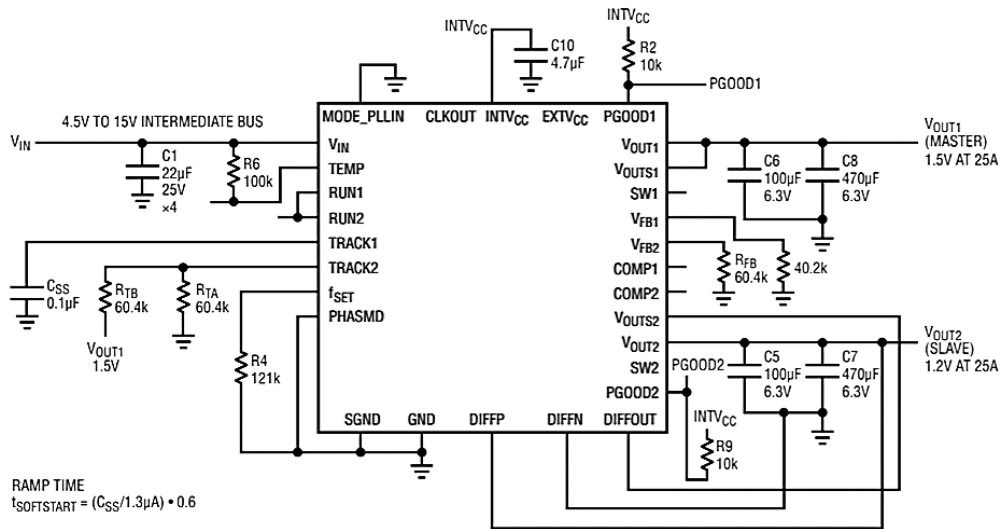 INTVCC
INTVCC
C10
4.7µF
R2
10k
PGOOD1
MODE_PLLIN
CLKOUT
INTVCC
EXTVCC
PGOOD1
4.5V TO 15V INTERMEDIATE BUS
VIN
C1
22µF
25V
×4
R6
100k
VIN
TEMP
RUN1
RUN2
TRACK1
TRACK2
fSET
PHASMD
CSS
0.1µF
RTB
60.4k
RTA
60.4k
VOUT1
1.5V
R4
121k
VOUT1
VOUTS1
SW1
VFB1
VFB2
COMP1
COMP2
VOUTS2
VOUT2
SW2
PGOOD2
C6
100µF
6.3V
C8
470µF
6.3V
VOUT1
(MASTER)
1.5V AT 25A
RFB
60.4k
40.2k
C5
100µF
6.3V
C7
470µF
6.3V
VOUT2
(SLAVE)
1.2V AT 25A
PGOOD2
INTVCC
R9
10k
SGND
GND
DIFFP
DIFFN
DIFFOUT
RAMP TIME
tSOFTSTART = (CSS/1.3µA) • 0.6